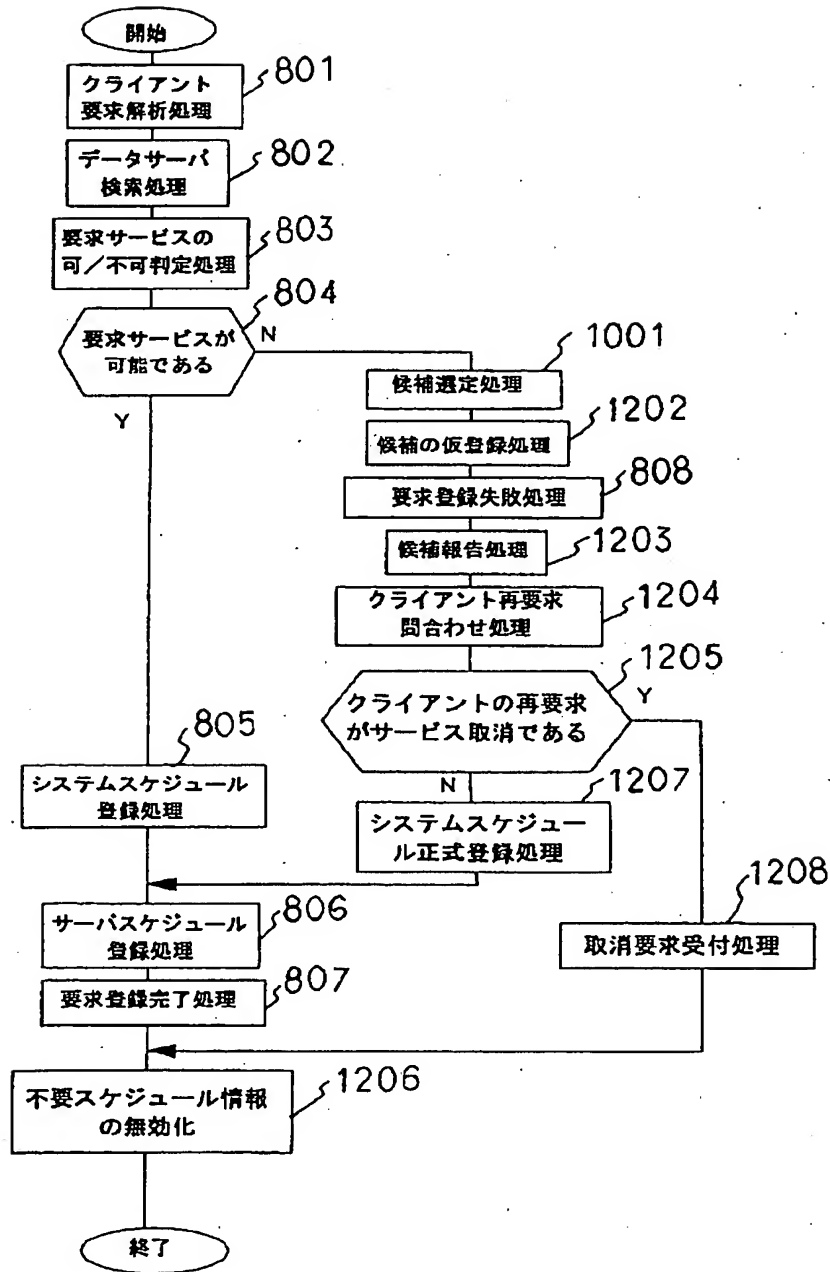 開始
クライアント
要求解析処理
801
データサーバ
検索処理
802
要求サービスの
可/不可判定処理
803
要求サービスが
可能である
804
N
Y
候補選定処理
1001
候補の仮登録処理
1202
要求登録失敗処理
808
候補報告処理
1203
クライアント再要求
問合わせ処理
1204
クライアントの再要求
がサービス取消である
1205
Y
N
システムスケジュール
登録処理
805
システムスケジュー
ル正式登録処理
1207
サーバスケジュール
登録処理
806
取消要求受付処理
1208
要求登録完了処理
807
不要スケジュール情報
の無効化
1206
終了